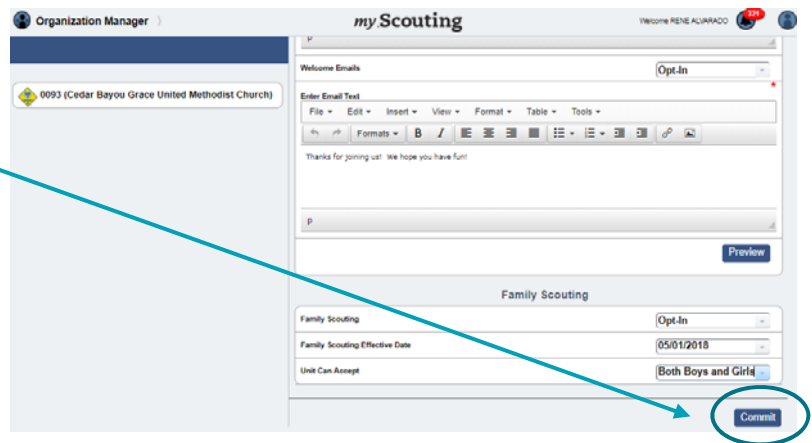 Organization Manager
my.Scouting
Welcome RENE ALVARADO
331
P
Welcome Emails
Opt-In
0093 (Cedar Bayou Grace United Methodist Church)
*
Enter Email Text
File Edit Insert View Format Table Tools
Formats B I
Thanks for joining us! We hope you have fun!
P
Preview
Family Scouting
Family Scouting
Opt-In
Family Scouting Effective Date
05/01/2018
Unit Can Accept
Both Boys and Girls
Commit